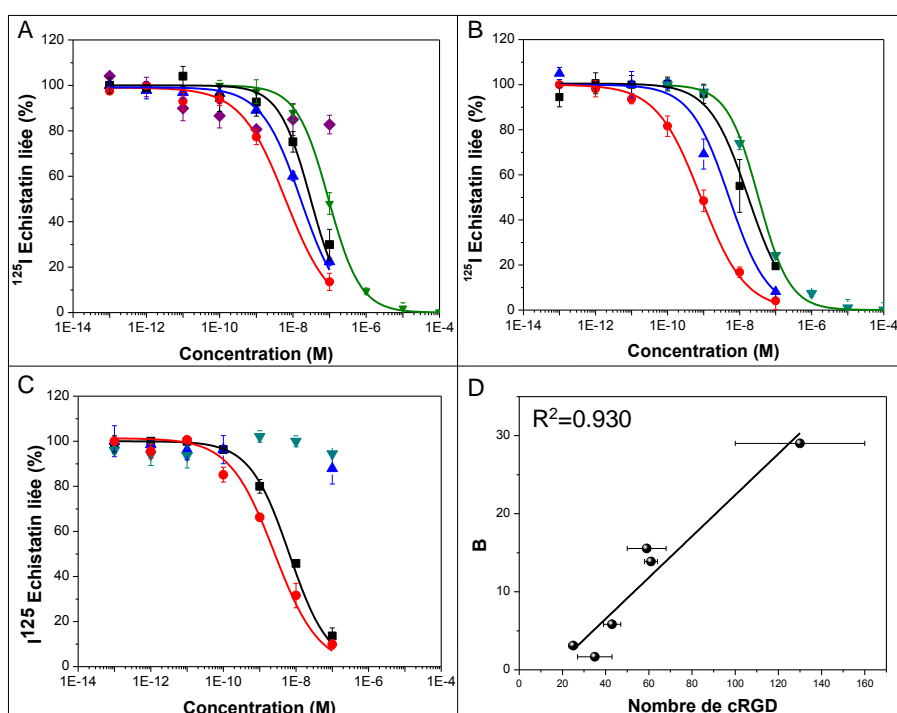 A
¹²⁵I Echistatin liée (%)
120
100
80
60
40
20
0
1E-14
1E-12
1E-10
1E-8
1E-6
1E-4
Concentration (M)
B
¹²⁵I Echistatin liée (%)
120
100
80
60
40
20
0
1E-14
1E-12
1E-10
1E-8
1E-6
1E-4
Concentration (M)
C
I¹²⁵ Echistatin liée (%)
120
100
80
60
40
20
0
1E-14
1E-12
1E-10
1E-8
1E-6
1E-4
Concentration (M)
D
R²=0.930
B
30
20
10
0
20
40
60
80
100
120
140
160
Nombre de cRGD